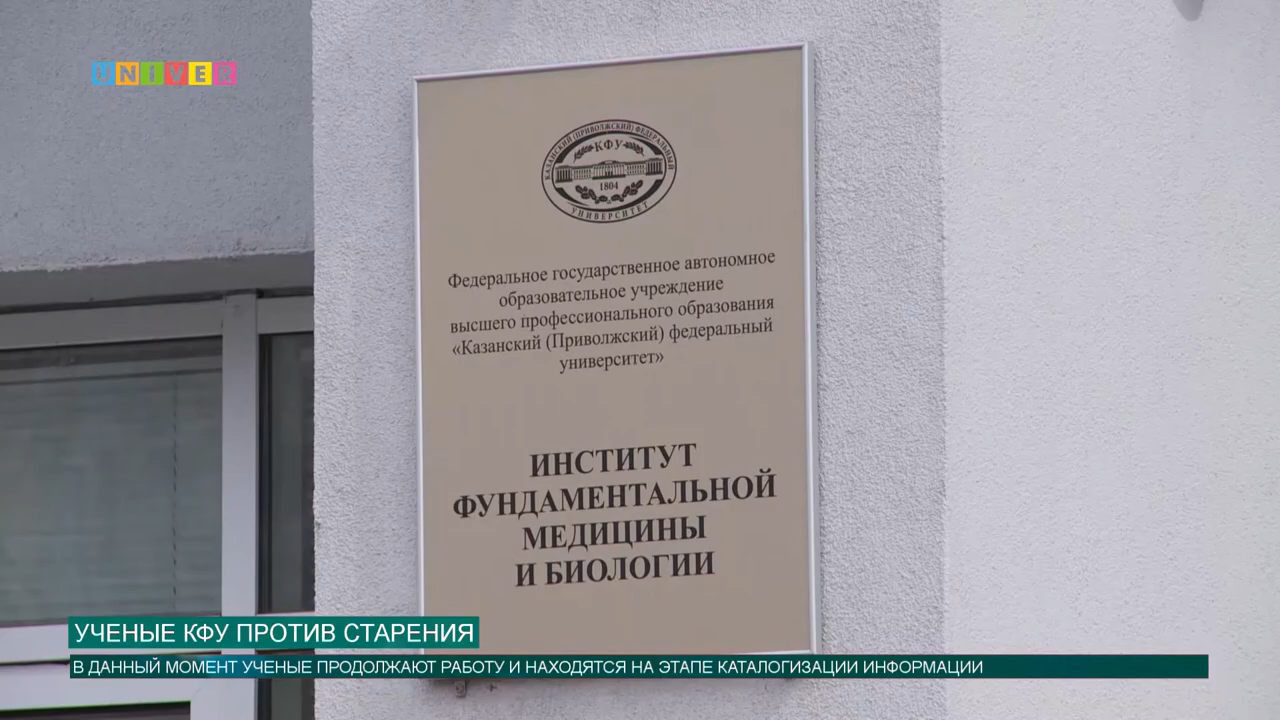 UNIVER
КАЗАНСКИЙ (ПРИВОЛЖСКИЙ) ФЕДЕРАЛЬНЫЙ
КФУ
1804
УНИВЕРСИТЕТ
Федеральное государственное автономное
образовательное учреждение
высшего профессионального образования
«Казанский (Приволжский) федеральный
университет»
ИНСТИТУТ
ФУНДАМЕНТАЛЬНОЙ
МЕДИЦИНЫ
И БИОЛОГИИ
УЧЕНЫЕ КФУ ПРОТИВ СТАРЕНИЯ
В ДАННЫЙ МОМЕНТ УЧЕНЫЕ ПРОДОЛЖАЮТ РАБОТУ И НАХОДЯТСЯ НА ЭТАПЕ КАТАЛОГИЗАЦИИ ИНФОРМАЦИИ